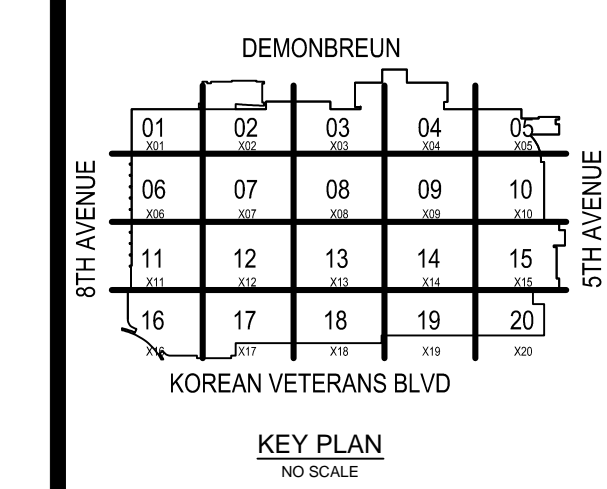 DEMONBREUN
01 02 03 04 05
X01 X02 X03 X04 X05
8TH AVENUE
5TH AVENUE
06 07 08 09 10
X06 X07 X08 X09 X10
11 12 13 14 15
X11 X12 X13 X14 X15
16 17 18 19 20
X16 X17 X18 X19 X20
KOREAN VETERANS BLVD
KEY PLAN
NO SCALE